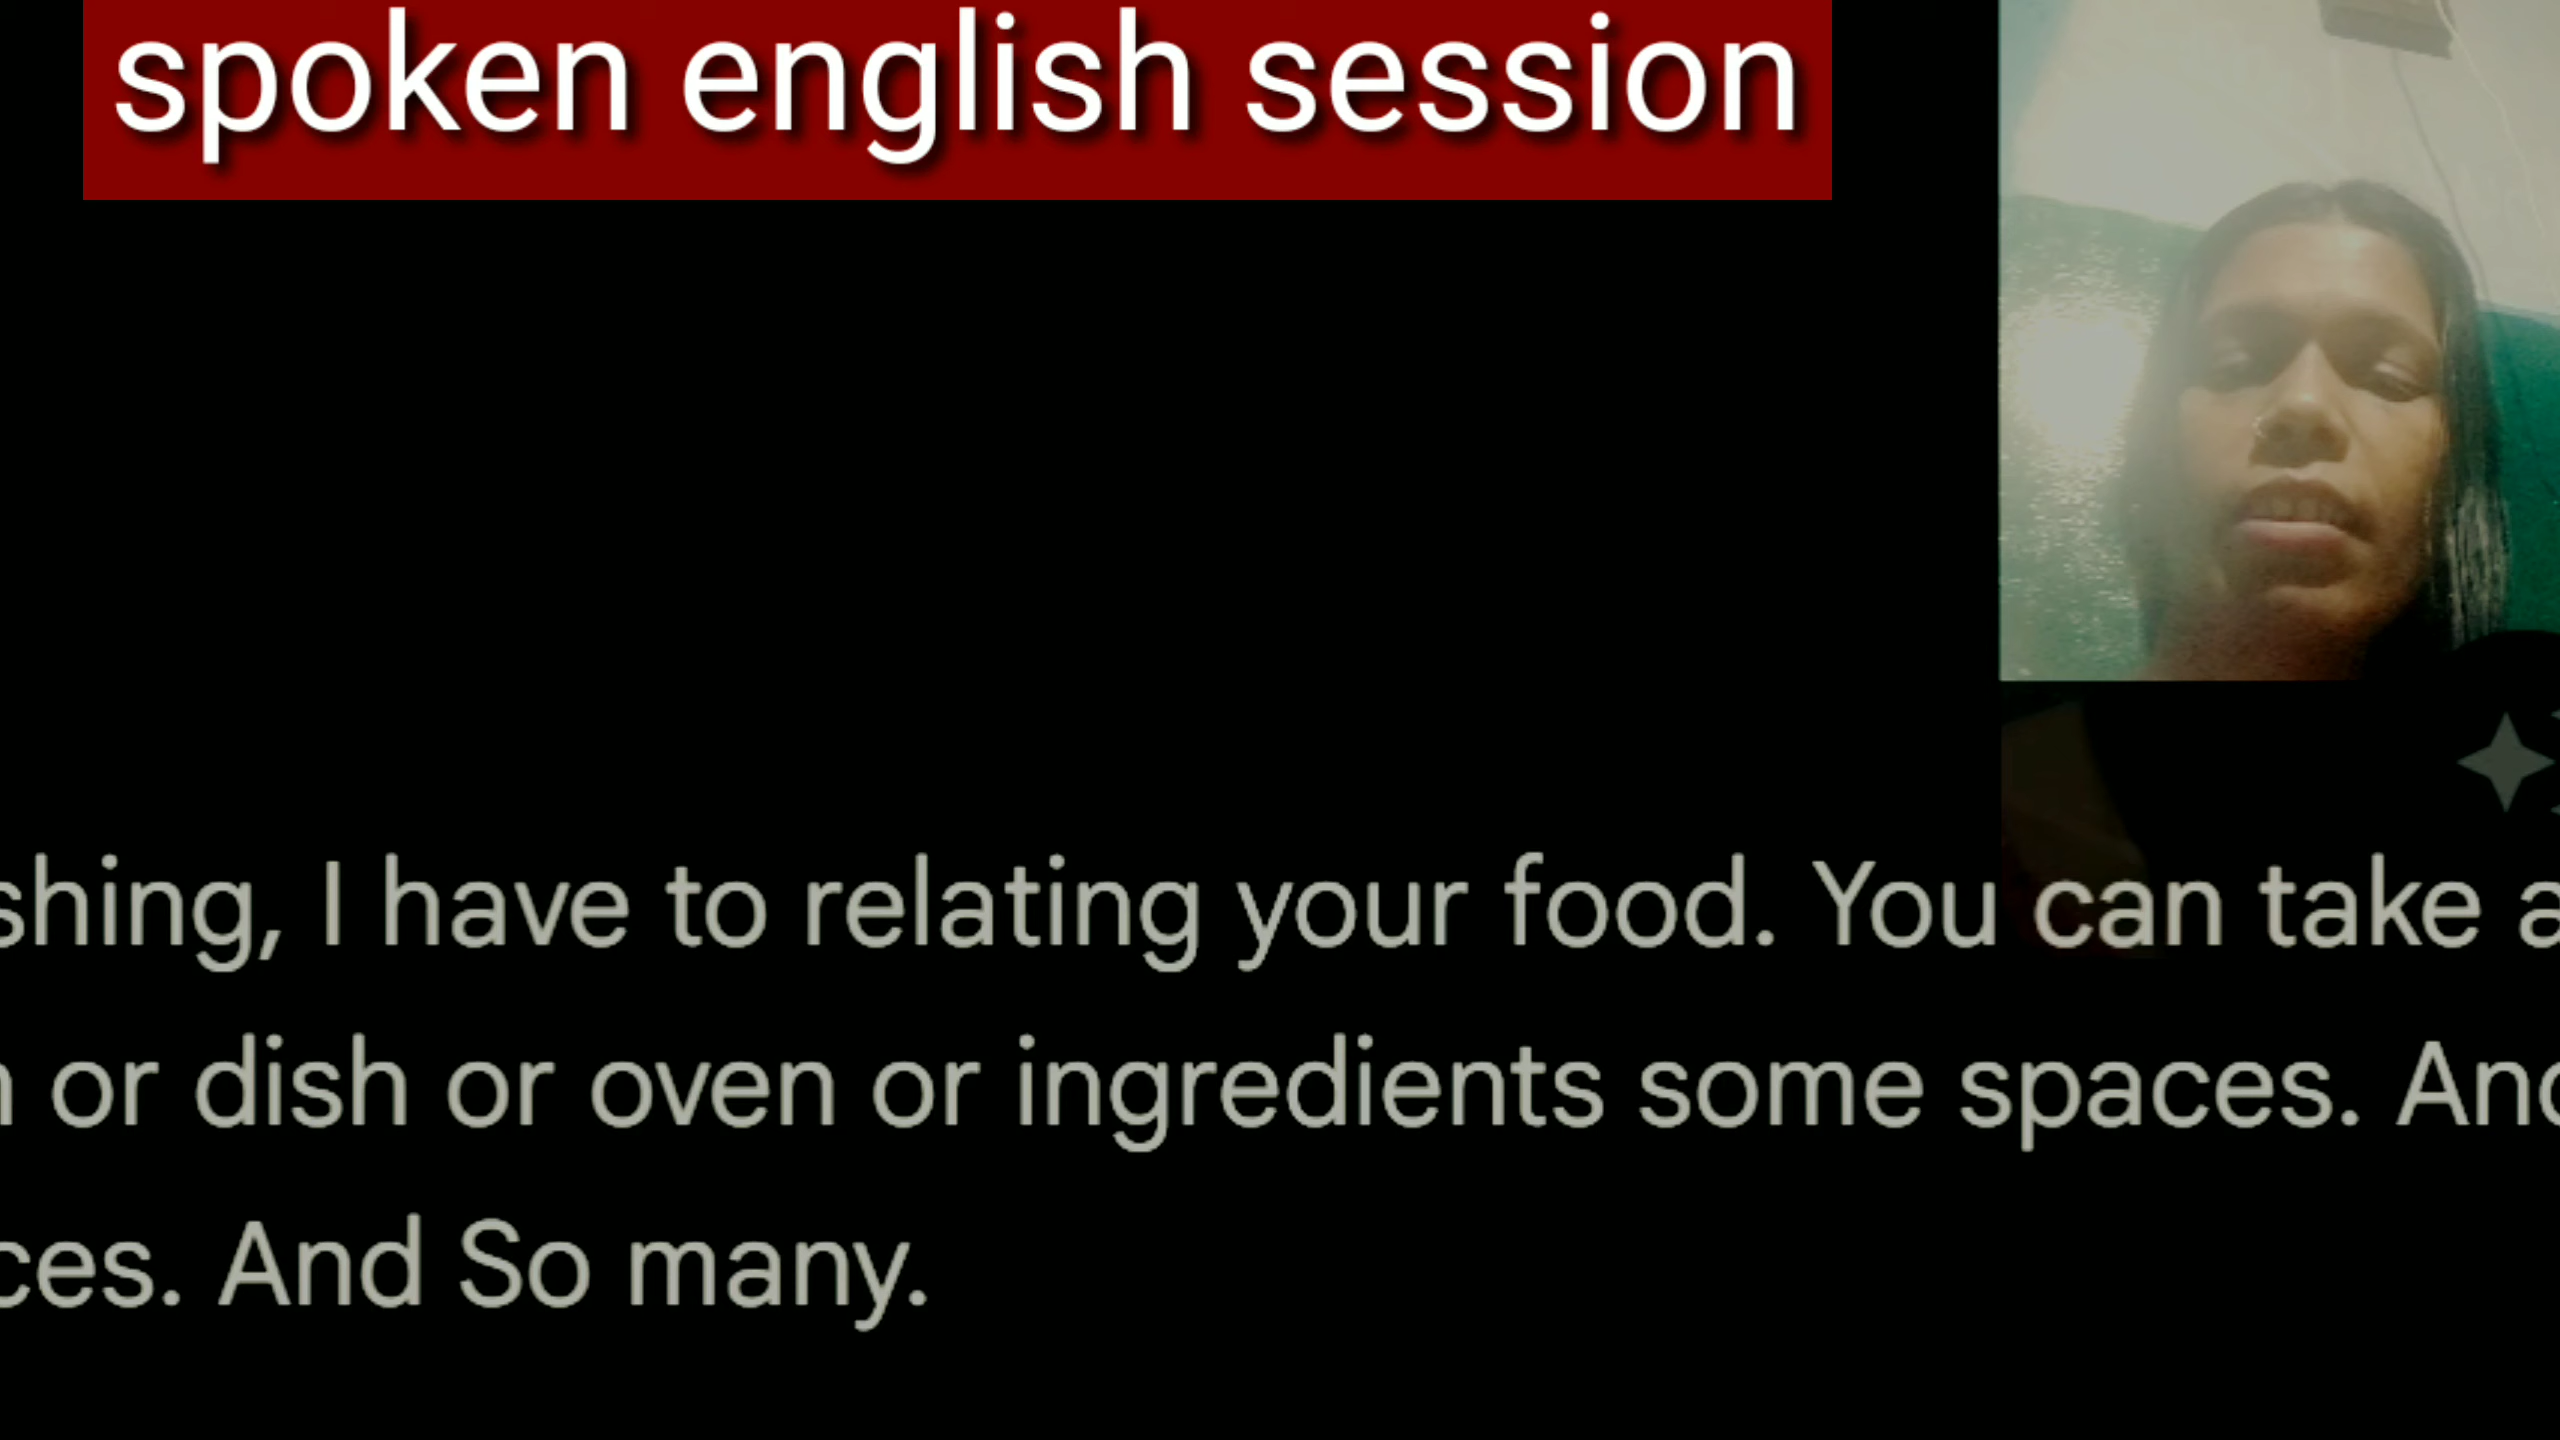 spoken english session
shing, I have to relating your food. You can take a
or dish or oven or ingredients some spaces. And
ces. And So many.